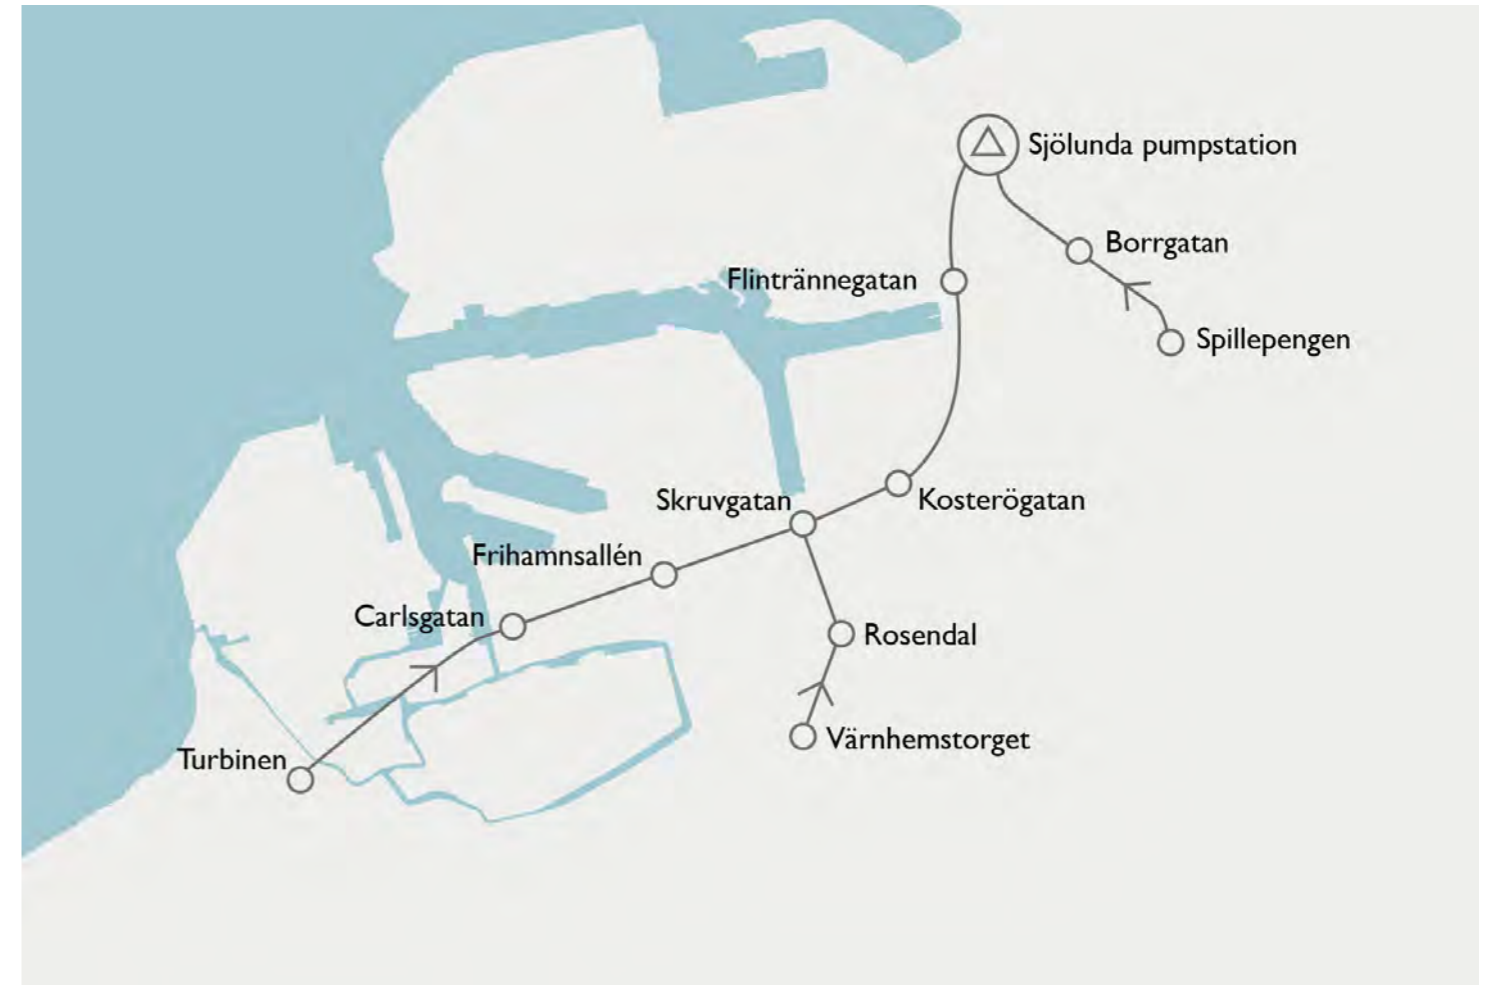 Sjölunda pumpstation
Borrgatan
Flintrännegatan
Spillepengen
Skruvgatan
Kosterögatan
Frihamnsallén
Carlsgatan
Rosendal
Värnhemstorget
Turbinen